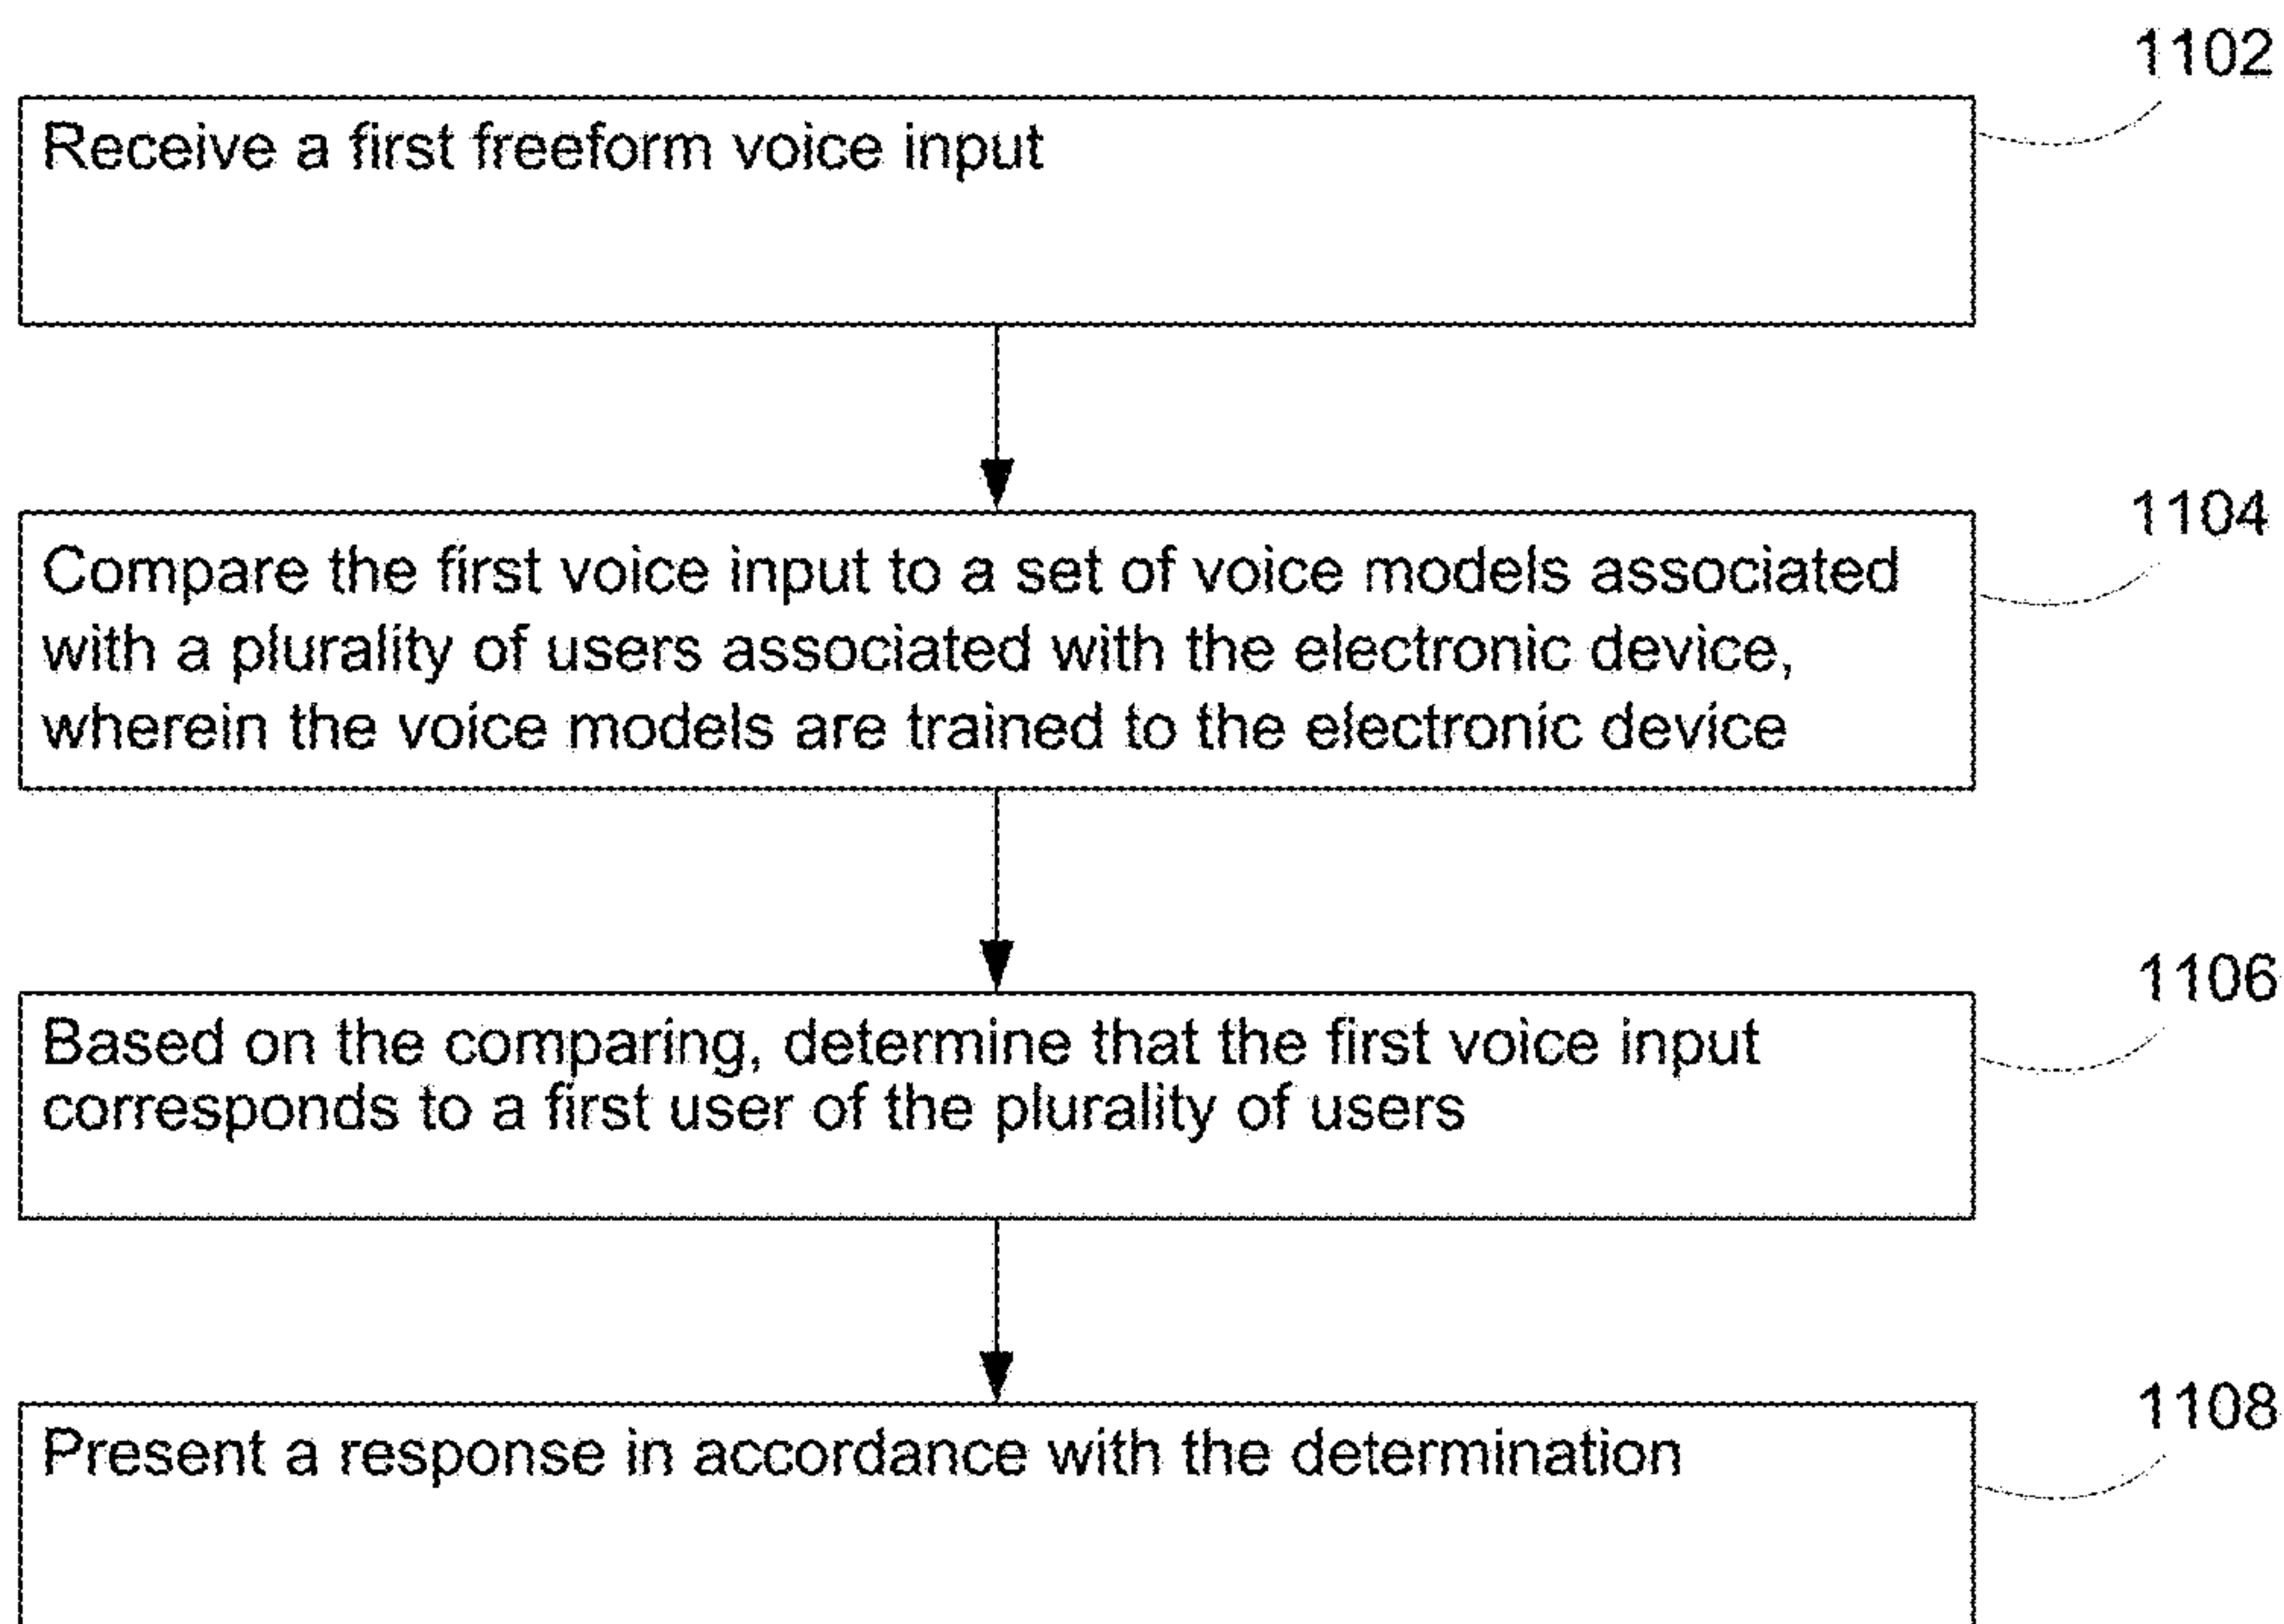 1102
Receive a first freeform voice input
1104
Compare the first voice input to a set of voice models associated
with a plurality of users associated with the electronic device,
wherein the voice models are trained to the electronic device
1106
Based on the comparing, determine that the first voice input
corresponds to a first user of the plurality of users
1108
Present a response in accordance with the determination